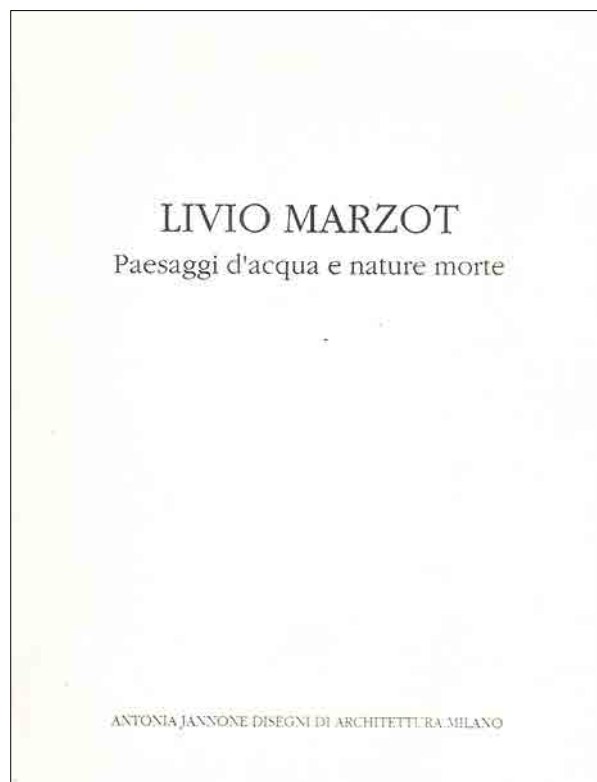 LIVIO MARZOT
Paesaggi d'acqua e nature morte
ANTONIA JANNONE DISEGNI DI ARCHITETTURA MILANO